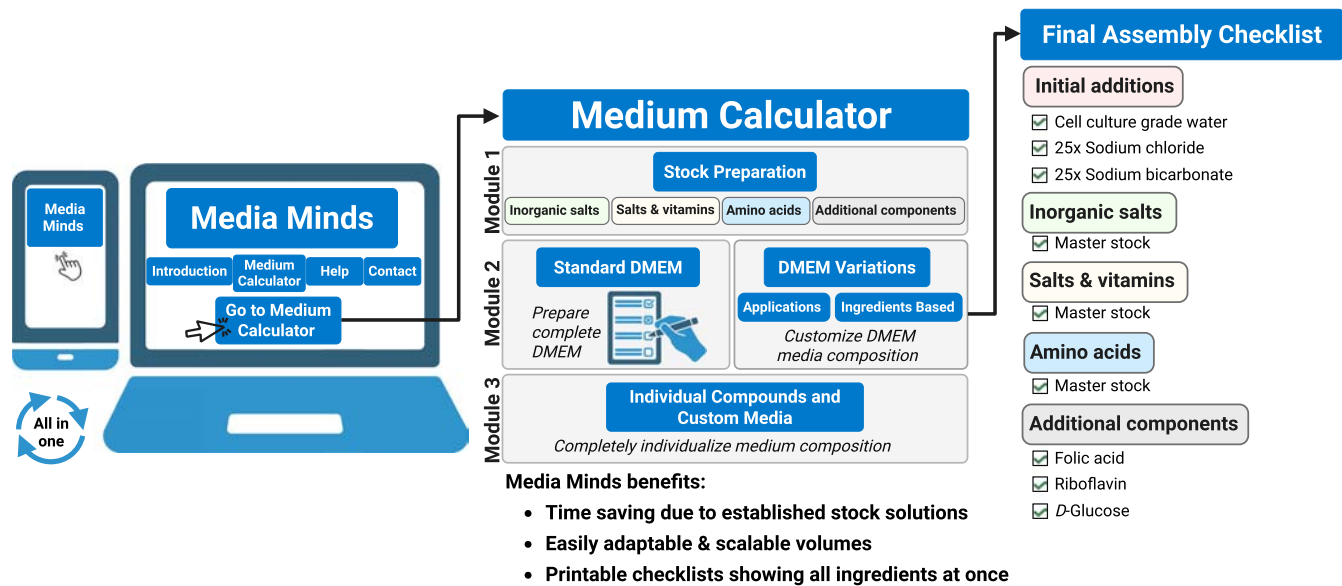 Media
Minds
All in
one
Media Minds
Introduction
Medium
Calculator
Help
Contact
Go to Medium
Calculator
Medium Calculator
Module 1
Stock Preparation
Inorganic salts
Salts & vitamins
Amino acids
Additional components
Module 2
Standard DMEM
Prepare
complete
DMEM
DMEM Variations
Applications
Ingredients Based
Customize DMEM
media composition
Module 3
Individual Compounds and
Custom Media
Completely individualize medium composition
Media Minds benefits:
• Time saving due to established stock solutions
• Easily adaptable & scalable volumes
• Printable checklists showing all ingredients at once
Final Assembly Checklist
Initial additions
Cell culture grade water
25x Sodium chloride
25x Sodium bicarbonate
Inorganic salts
Master stock
Salts & vitamins
Master stock
Amino acids
Master stock
Additional components
Folic acid
Riboflavin
D-Glucose